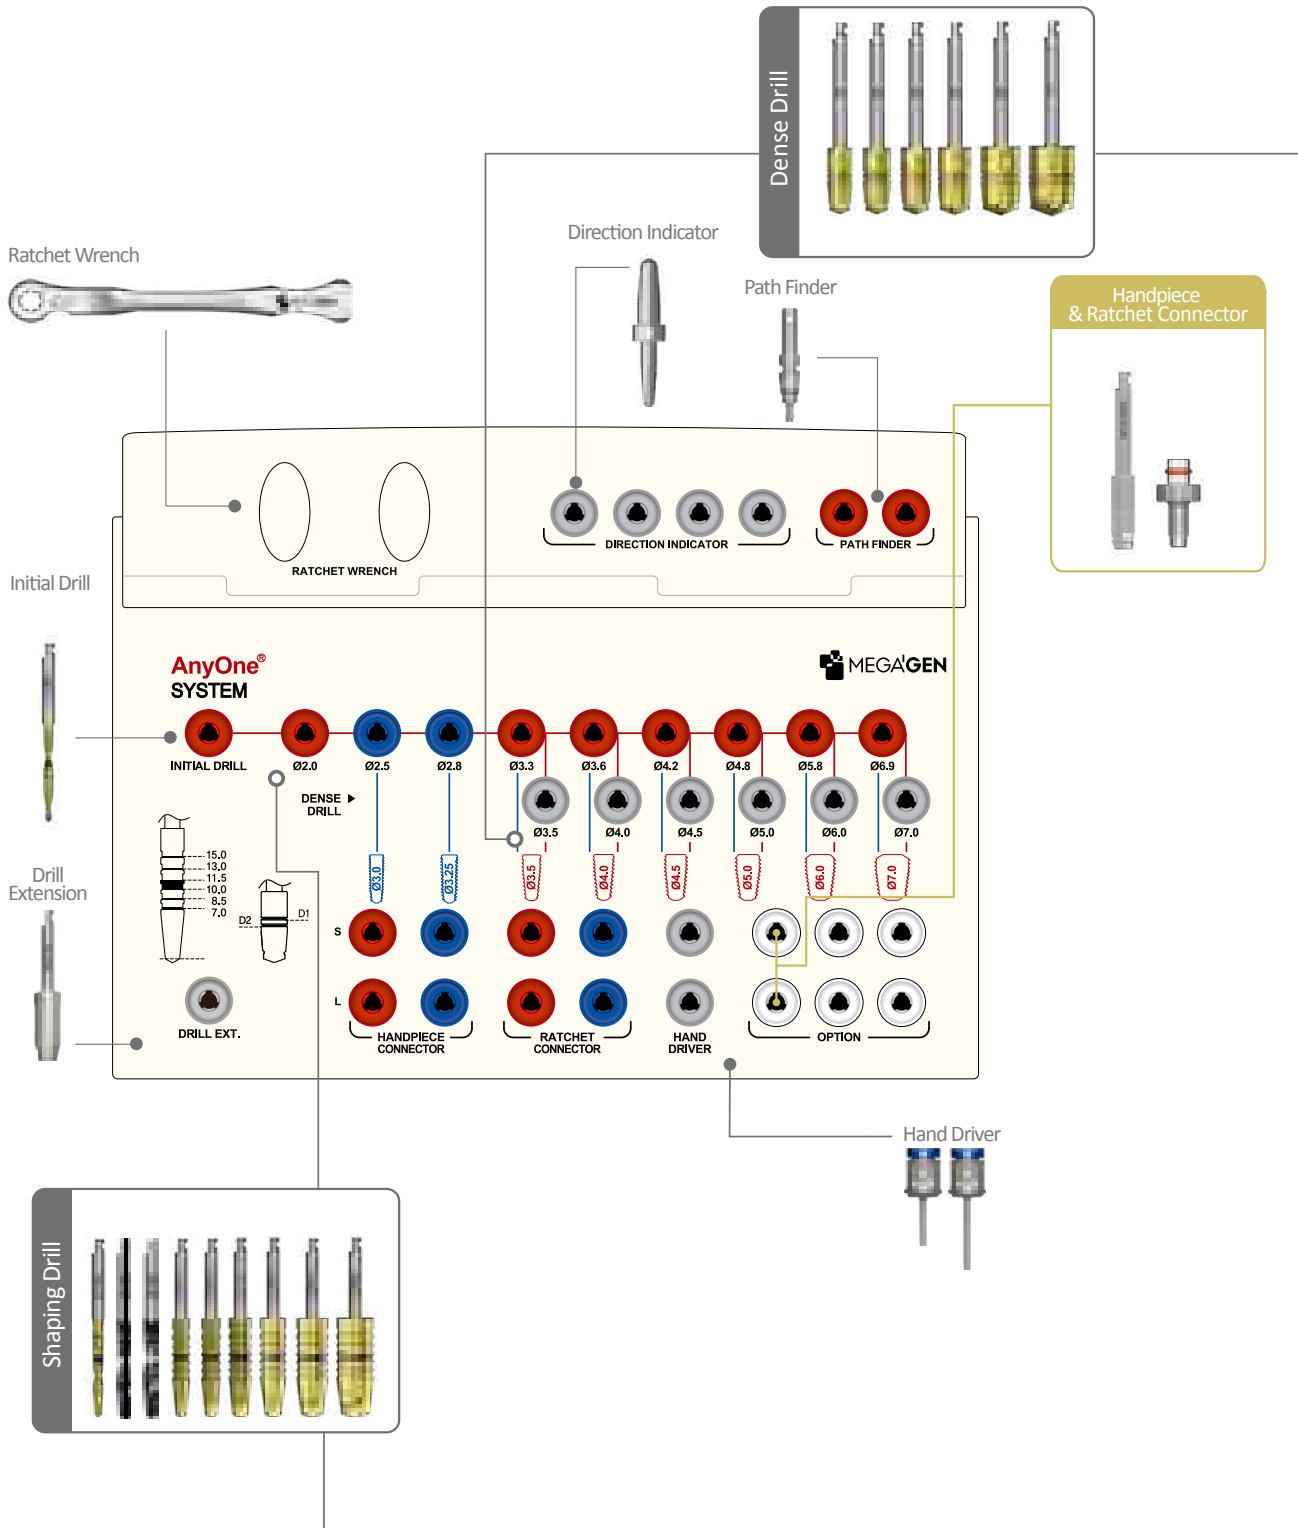 Dense Drill
Direction Indicator
Ratchet Wrench
Path Finder
Handpiece
& Ratchet Connector
DIRECTION INDICATOR
PATH FINDER
RATCHET WRENCH
Initial Drill
AnyOne®
SYSTEM
MEGA'GEN
INITIAL DRILL
Ø2.0
Ø2.5
Ø2.8
Ø3.3
Ø3.6
Ø4.2
Ø4.8
Ø5.8
Ø6.9
DENSE
DRILL
Ø3.5
Ø4.0
Ø4.5
Ø5.0
Ø6.0
Ø7.0
15.0
13.0
11.5
10.0
8.5
7.0
Ø3.0
Ø3.25
Ø3.5
Ø4.0
Ø4.5
Ø5.0
Ø6.0
Ø7.0
Drill
Extension
D2
D1
S
L
DRILL EXT.
HANDPIECE
CONNECTOR
RATCHET
CONNECTOR
HAND
DRIVER
OPTION
Hand Driver
Shaping Drill